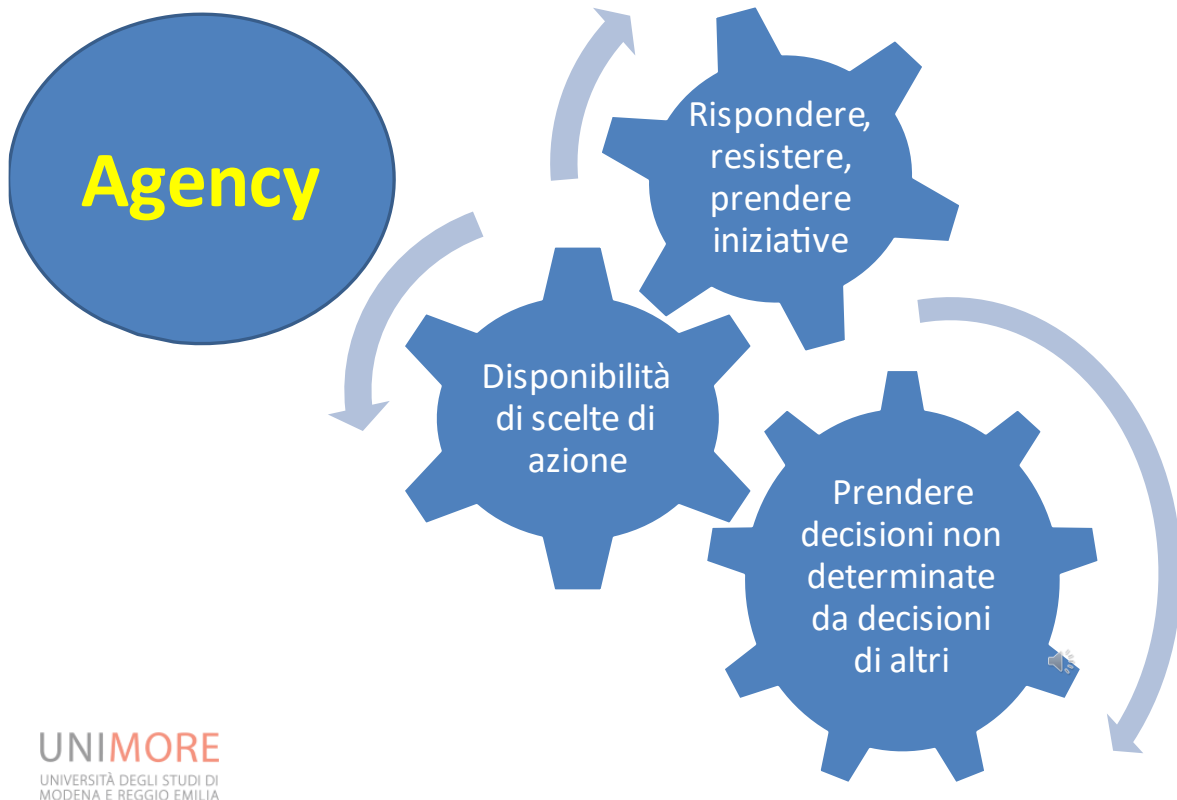 Agency
Rispondere,
resistere,
prendere
iniziative
Disponibilità
di scelte di
azione
Prendere
decisioni non
determinate
da decisioni
di altri
UNIMORE
UNIVERSITÀ DEGLI STUDI DI
MODENA E REGGIO EMILIA